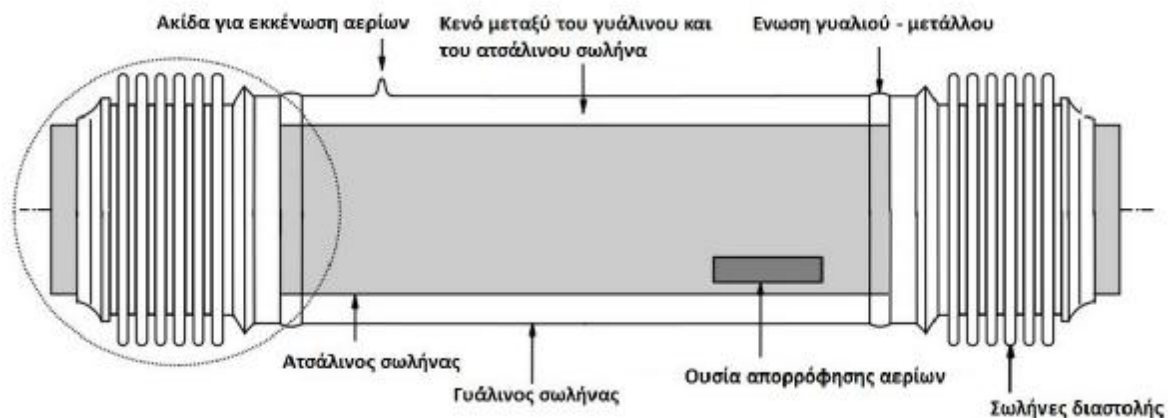 Ακίδα για εκκένωση αερίων
Κενό μεταξύ του γυάλινου και
του ατσάλινου σωλήνα
Ενωση γυαλιού - μετάλλου
Ατσάλινος σωλήνας
Γυάλινος σωλήνας
Ουσία απορρόφησης αερίων
Σωλήνες διαστολής